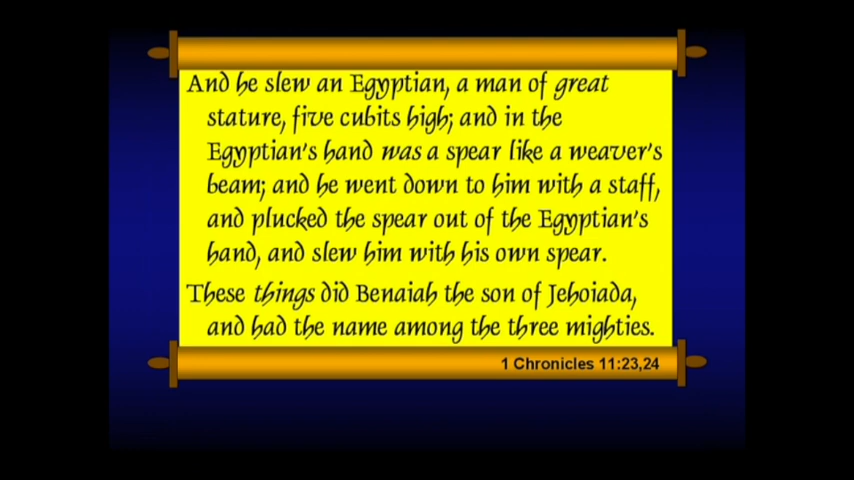 And he slew an Egyptian, a man of great
stature, five cubits high; and in the
Egyptian's hand was a spear like a weaver's
beam; and he went down to him with a staff,
and plucked the spear out of the Egyptian's
hand, and slew him with his own spear.
These things did Benaiah the son of Jehoiada,
and had the name among the three mighties.
1 Chronicles 11:23,24